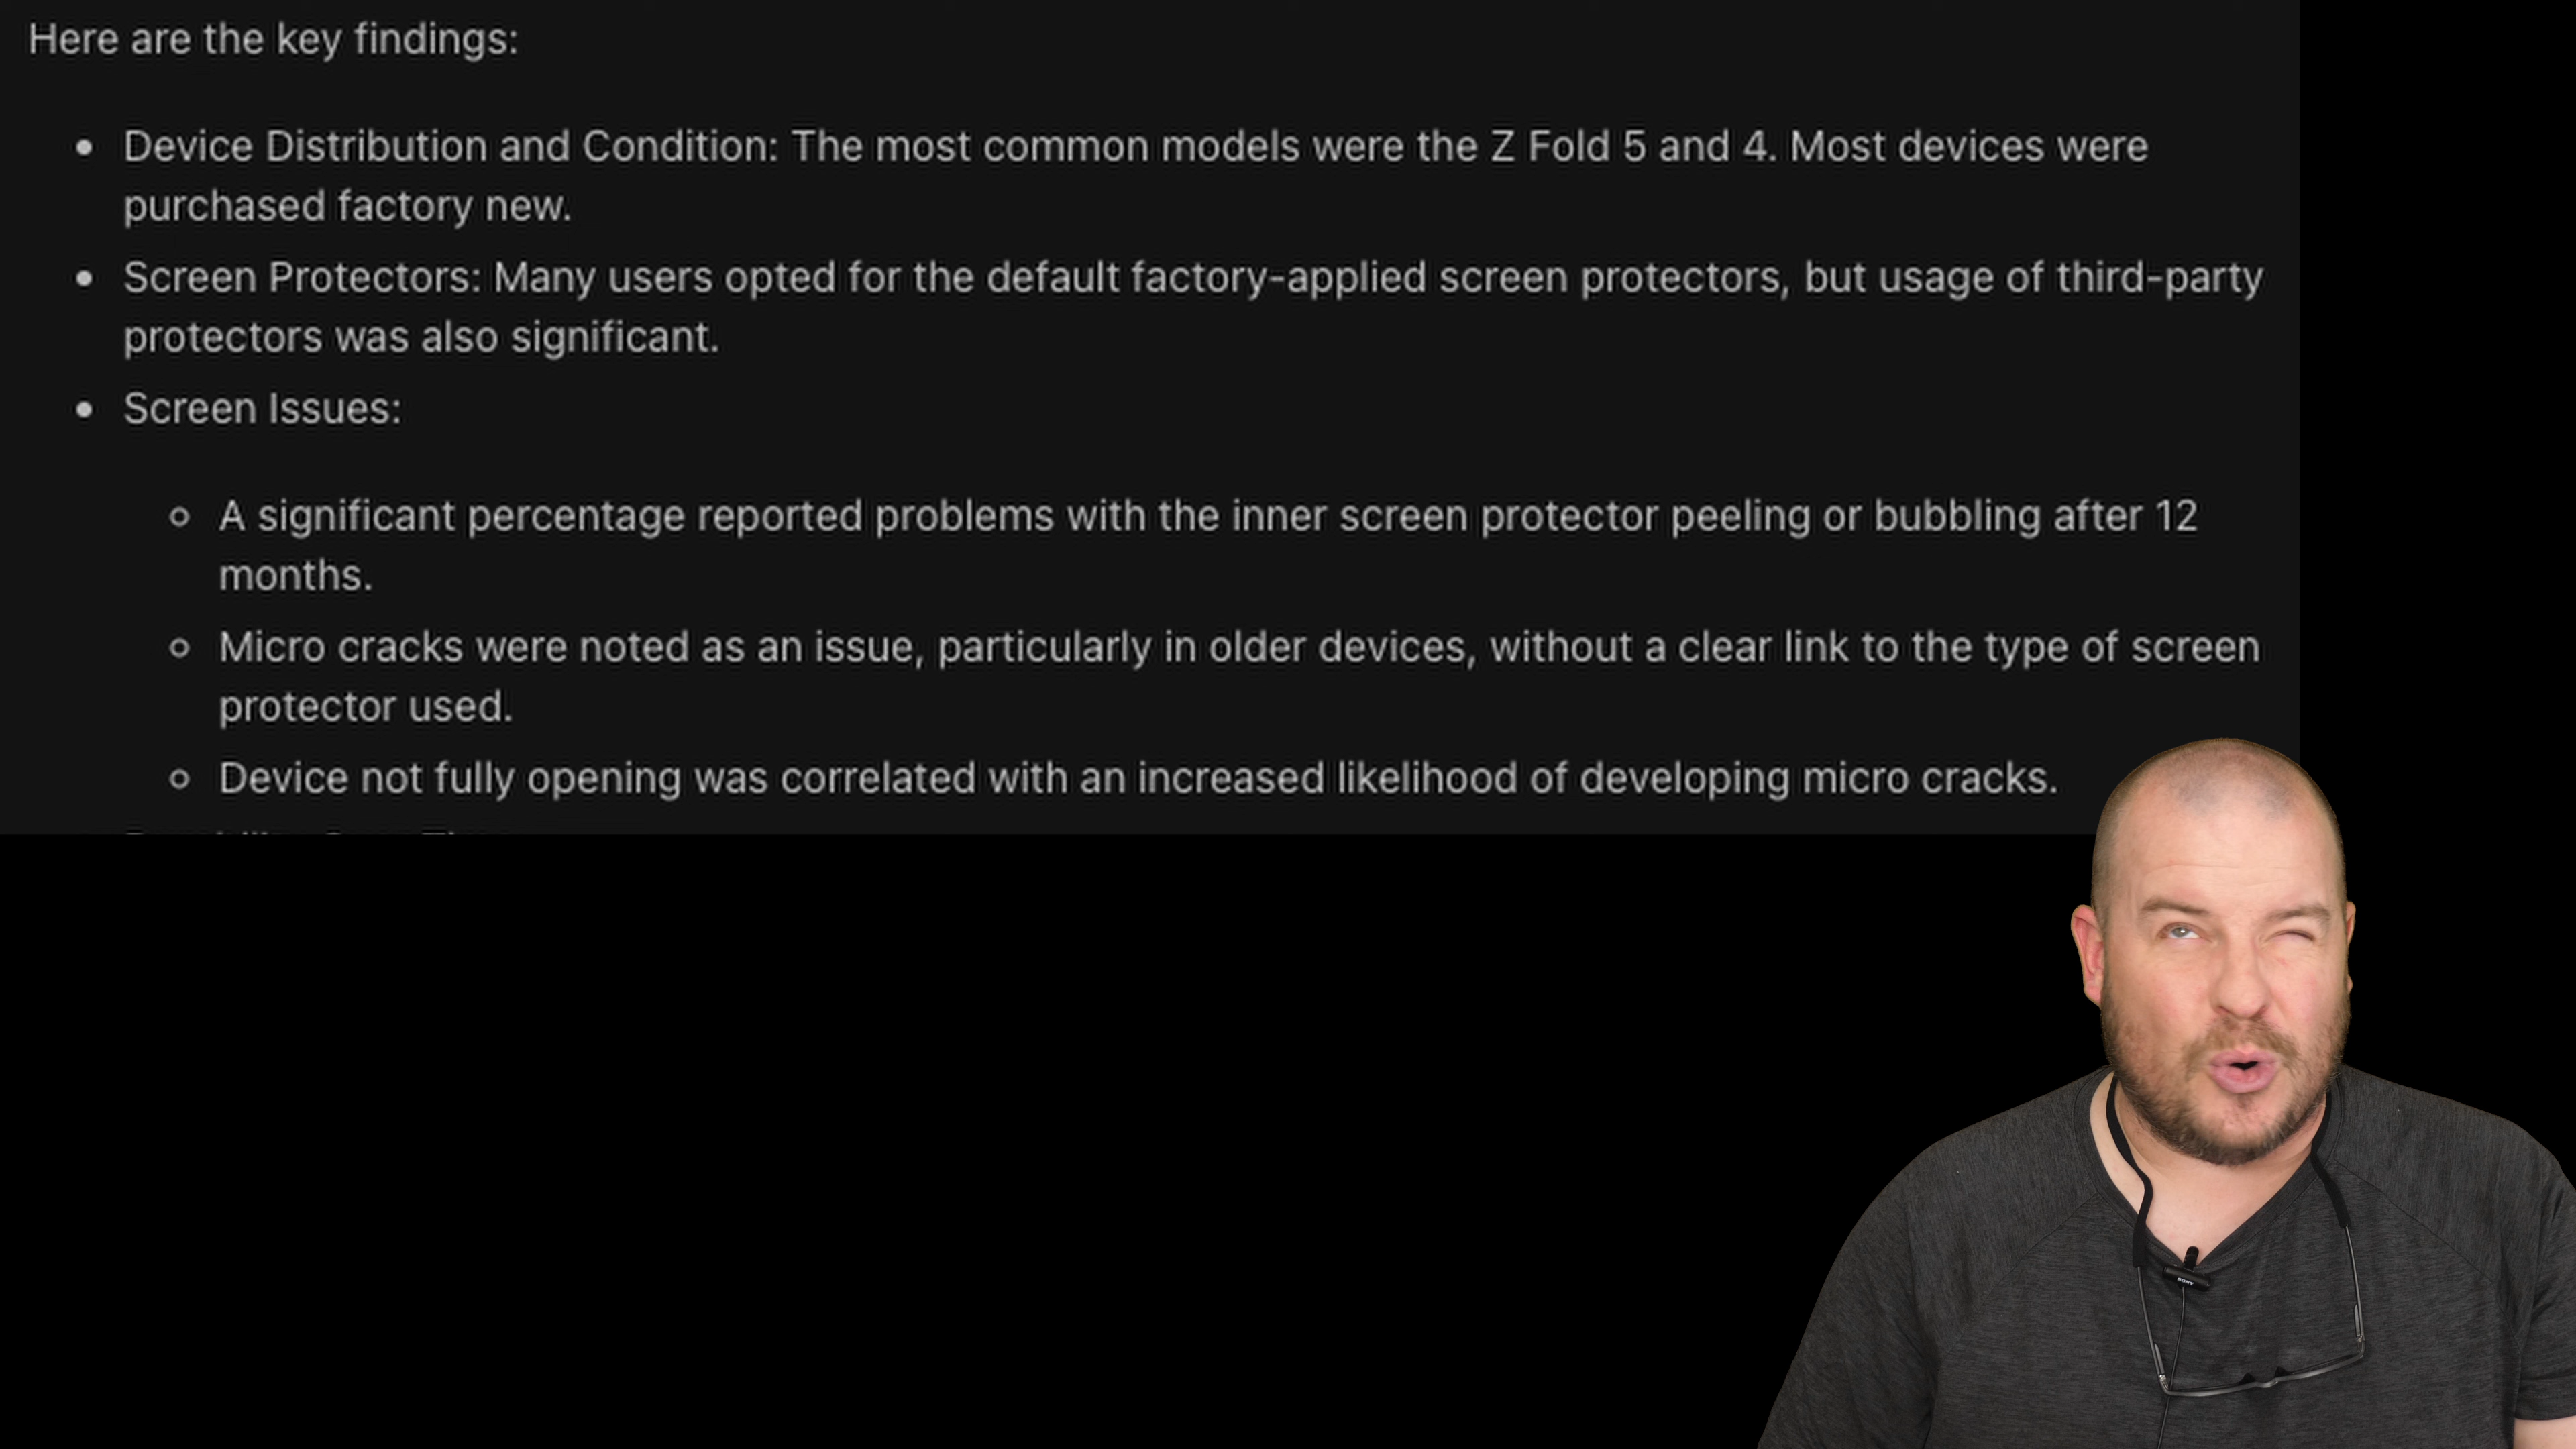 Here are the key findings:
• Device Distribution and Condition: The most common models were the Z Fold 5 and 4. Most devices were
purchased factory new.
• Screen Protectors: Many users opted for the default factory-applied screen protectors, but usage of third-party
protectors was also significant.
• Screen Issues:
○ A significant percentage reported problems with the inner screen protector peeling or bubbling after 12
months.
○ Micro cracks were noted as an issue, particularly in older devices, without a clear link to the type of screen
protector used.
○ Device not fully opening was correlated with an increased likelihood of developing micro cracks.
SONY